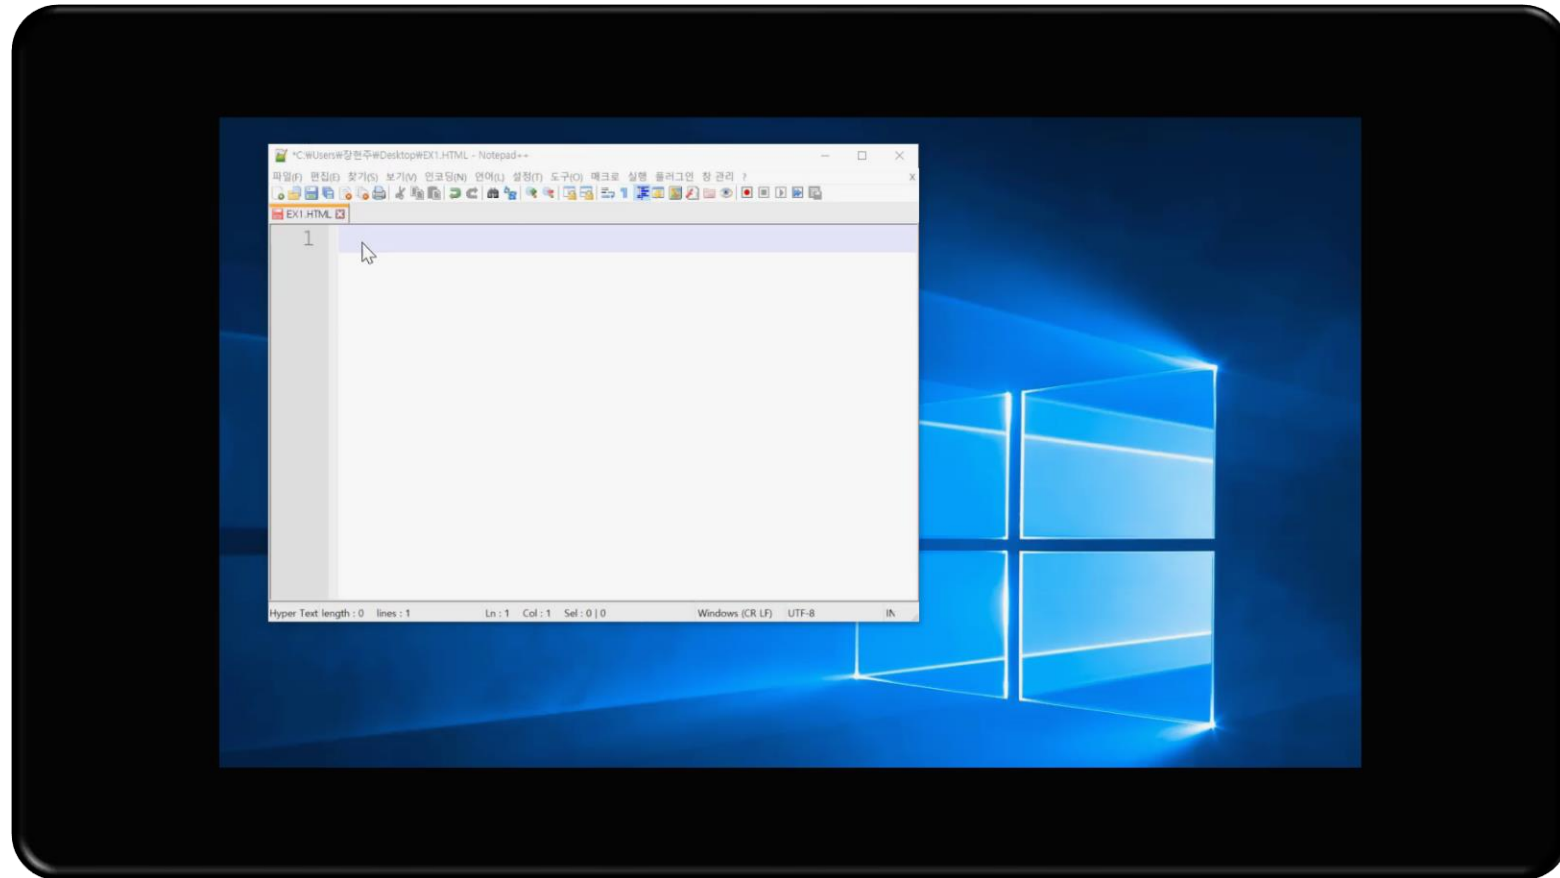 *C:₩Users₩장현주₩Desktop₩EX1.HTML - Notepad++
파일(F) 편집(E) 찾기(S) 보기(V) 인코딩(N) 언어(L) 설정(T) 도구(O) 매크로 실행 플러그인 창 관리 ? X
EX1.HTML
1
Hyper Text length : 0 lines : 1 Ln : 1 Col : 1 Sel : 0 | 0 Windows (CR LF) UTF-8 IN